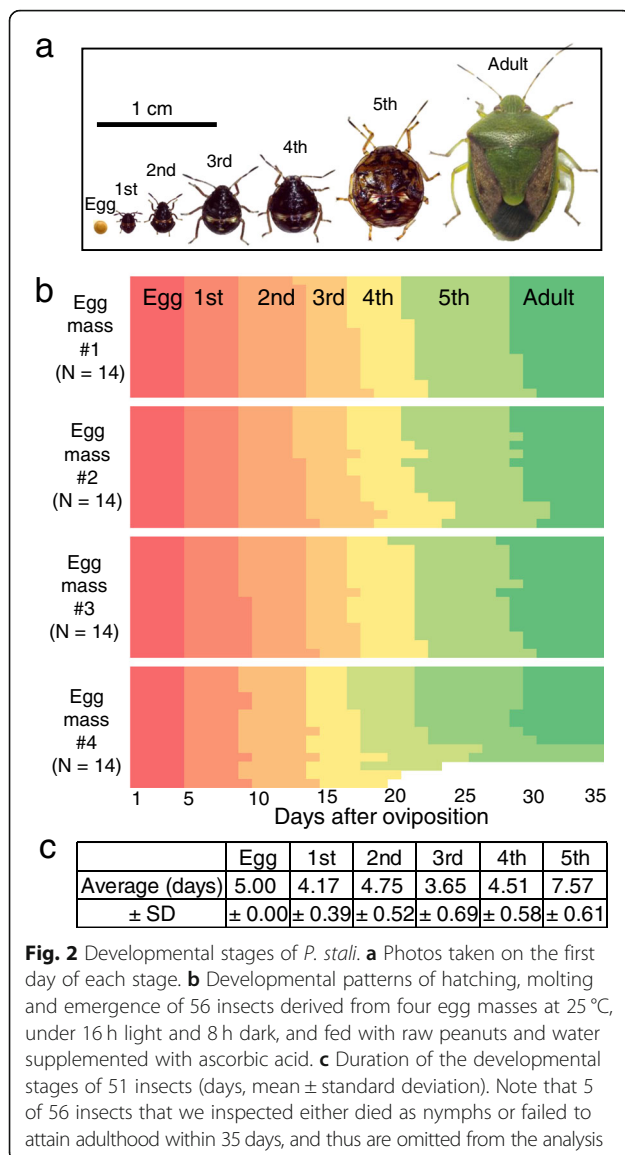 a
1 cm
Egg
1st
2nd
3rd
4th
5th
Adult
b
Egg 1st 2nd 3rd 4th 5th Adult
Egg
mass
#1
(N = 14)
Egg
mass
#2
(N = 14)
Egg
mass
#3
(N = 14)
Egg
mass
#4
(N = 14)
1 5 10 15 20 25 30 35
Days after oviposition
c
Egg 1st 2nd 3rd 4th 5th
Average (days) 5.00 4.17 4.75 3.65 4.51 7.57
± SD ± 0.00 ± 0.39 ± 0.52 ± 0.69 ± 0.58 ± 0.61
Fig. 2 Developmental stages of P. stali. a Photos taken on the first
day of each stage. b Developmental patterns of hatching, molting
and emergence of 56 insects derived from four egg masses at 25 °C,
under 16 h light and 8 h dark, and fed with raw peanuts and water
supplemented with ascorbic acid. c Duration of the developmental
stages of 51 insects (days, mean ± standard deviation). Note that 5
of 56 insects that we inspected either died as nymphs or failed to
attain adulthood within 35 days, and thus are omitted from the analysis